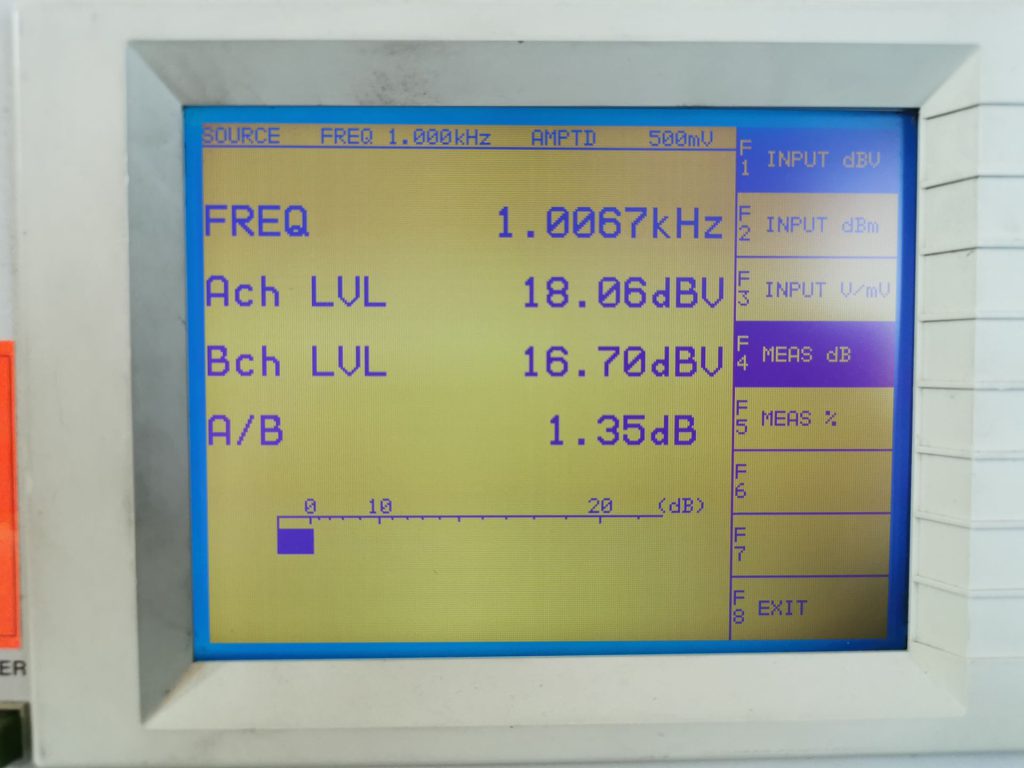 SOURCE FREQ 1.000kHz AMPTD 500mV
FREQ 1.0067kHz
Ach LVL 18.06dBV
Bch LVL 16.70dBV
A/B 1.35dB
0 10 20 (dB)
F1 INPUT dBV
F2 INPUT dBm
F3 INPUT V/mV
F4 MEAS dB
F5 MEAS %
F6
F7
F8 EXIT
ER